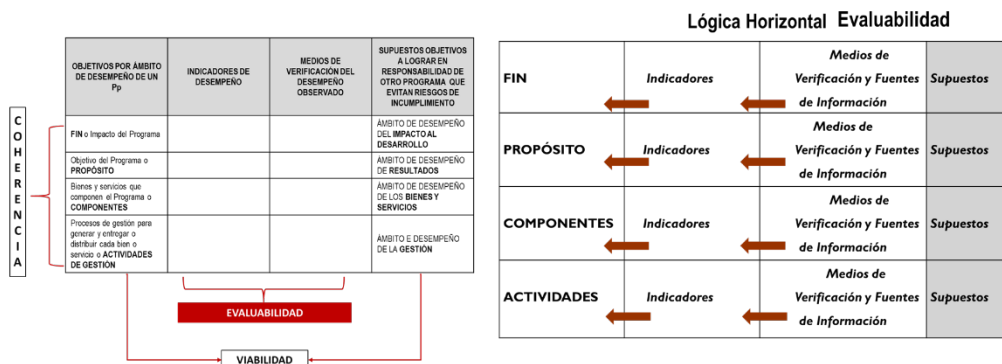 OBJETIVOS POR ÁMBITO
DE DESEMPEÑO DE UN
Pp
INDICADORES DE
DESEMPEÑO
MEDIOS DE
VERIFICACIÓN DEL
DESEMPEÑO
OBSERVADO
SUPUESTOS OBJETIVOS
A LOGRAR EN
RESPONSABILIDAD DE
OTRO PROGRAMA QUE
EVITAN RIESGOS DE
INCUMPLIMIENTO
COHERENCIA
FIN o Impacto del Programa
ÁMBITO DE DESEMPEÑO
DEL IMPACTO AL
DESARROLLO
Objetivo del Programa o
PROPÓSITO
ÁMBITO DE DESEMPEÑO
DE RESULTADOS
Bienes y servicios que
componen el Programa o
COMPONENTES
ÁMBITO DE DESEMPEÑO
DE LOS BIENES Y
SERVICIOS
Procesos de gestión para
generar y entregar o
distribuir cada bien o
servicio o ACTIVIDADES
DE GESTIÓN
ÁMBITO E DESEMPEÑO
DE LA GESTIÓN
EVALUABILIDAD
VIABILIDAD
Lógica Horizontal Evaluabilidad
FIN
Indicadores
Medios de
Verificación y Fuentes
de Información
Supuestos
PROPÓSITO
Indicadores
Medios de
Verificación y Fuentes
de Información
Supuestos
COMPONENTES
Indicadores
Medios de
Verificación y Fuentes
de Información
Supuestos
ACTIVIDADES
Indicadores
Medios de
Verificación y Fuentes
de Información
Supuestos